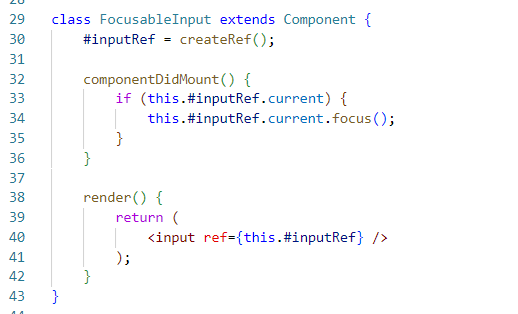 29 class FocusableInput extends Component {
30     #inputRef = createRef();
31
32     componentDidMount() {
33         if (this.#inputRef.current) {
34             this.#inputRef.current.focus();
35         }
36     }
37
38     render() {
39         return (
40             <input ref={this.#inputRef} />
41         );
42     }
43 }